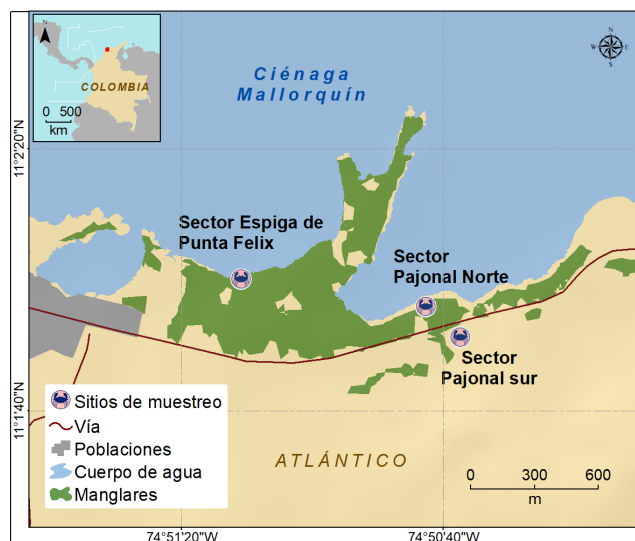 N
COLOMBIA
0 500
km
Ciénaga
Mallorquín
N
W E
S
11°2'20"N
Sector Espiga de
Punta Felix
Sector
Pajonal Norte
Sector
Pajonal sur
Sitios de muestreo
Vía
Poblaciones
Cuerpo de agua
Manglares
11°1'40"N
ATLÁNTICO
0 300 600
m
74°51'20"W
74°50'40"W